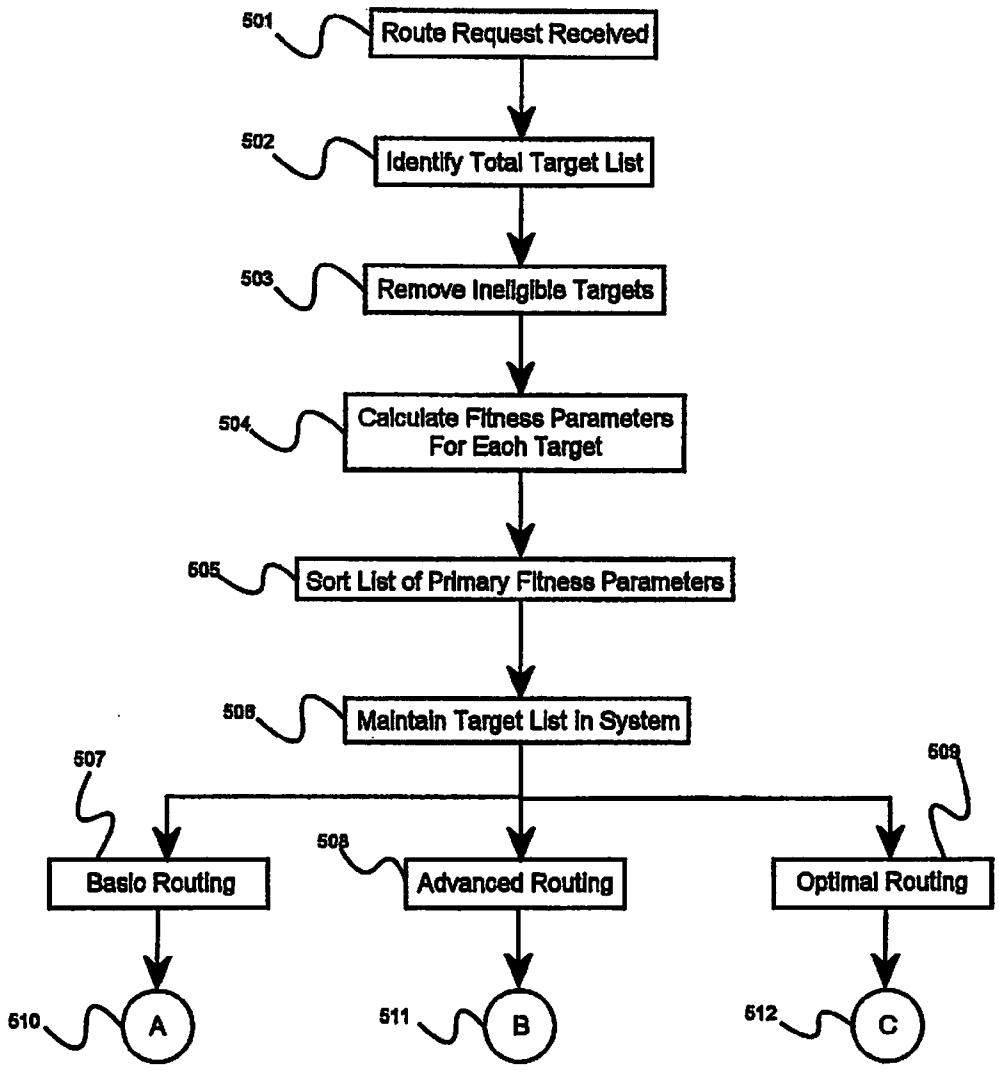 501
Route Request Received
502
Identify Total Target List
503
Remove Ineligible Targets
504
Calculate Fitness Parameters
For Each Target
505
Sort List of Primary Fitness Parameters
506
Maintain Target List in System
507
509
508
Basic Routing
Advanced Routing
Optimal Routing
510
A
511
B
512
C